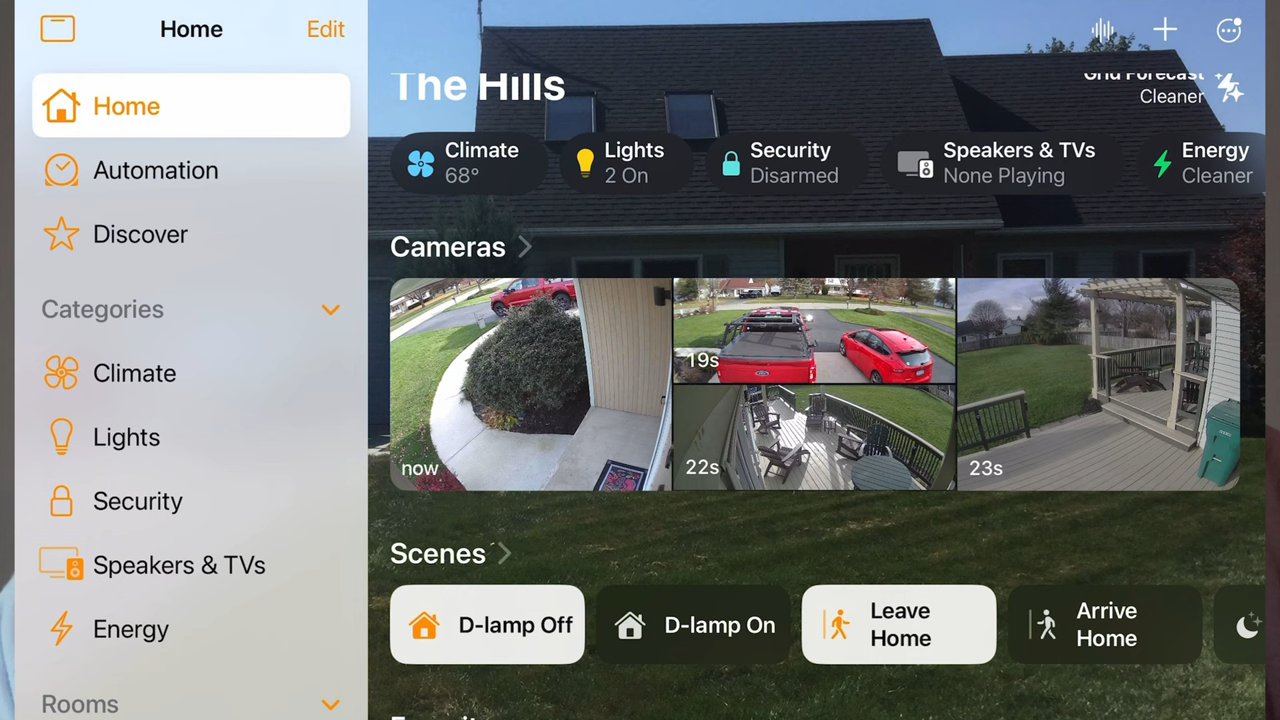 Home
Edit
Home
Automation
Discover
Categories
Climate
Lights
Security
Speakers & TVs
Energy
Rooms
The Hills
Grid Forecast
Cleaner
Climate
68°
Lights
2 On
Security
Disarmed
Speakers & TVs
None Playing
Energy
Cleaner
Cameras
now
19s
22s
23s
Scenes
D-lamp Off
D-lamp On
Leave
Home
Arrive
Home